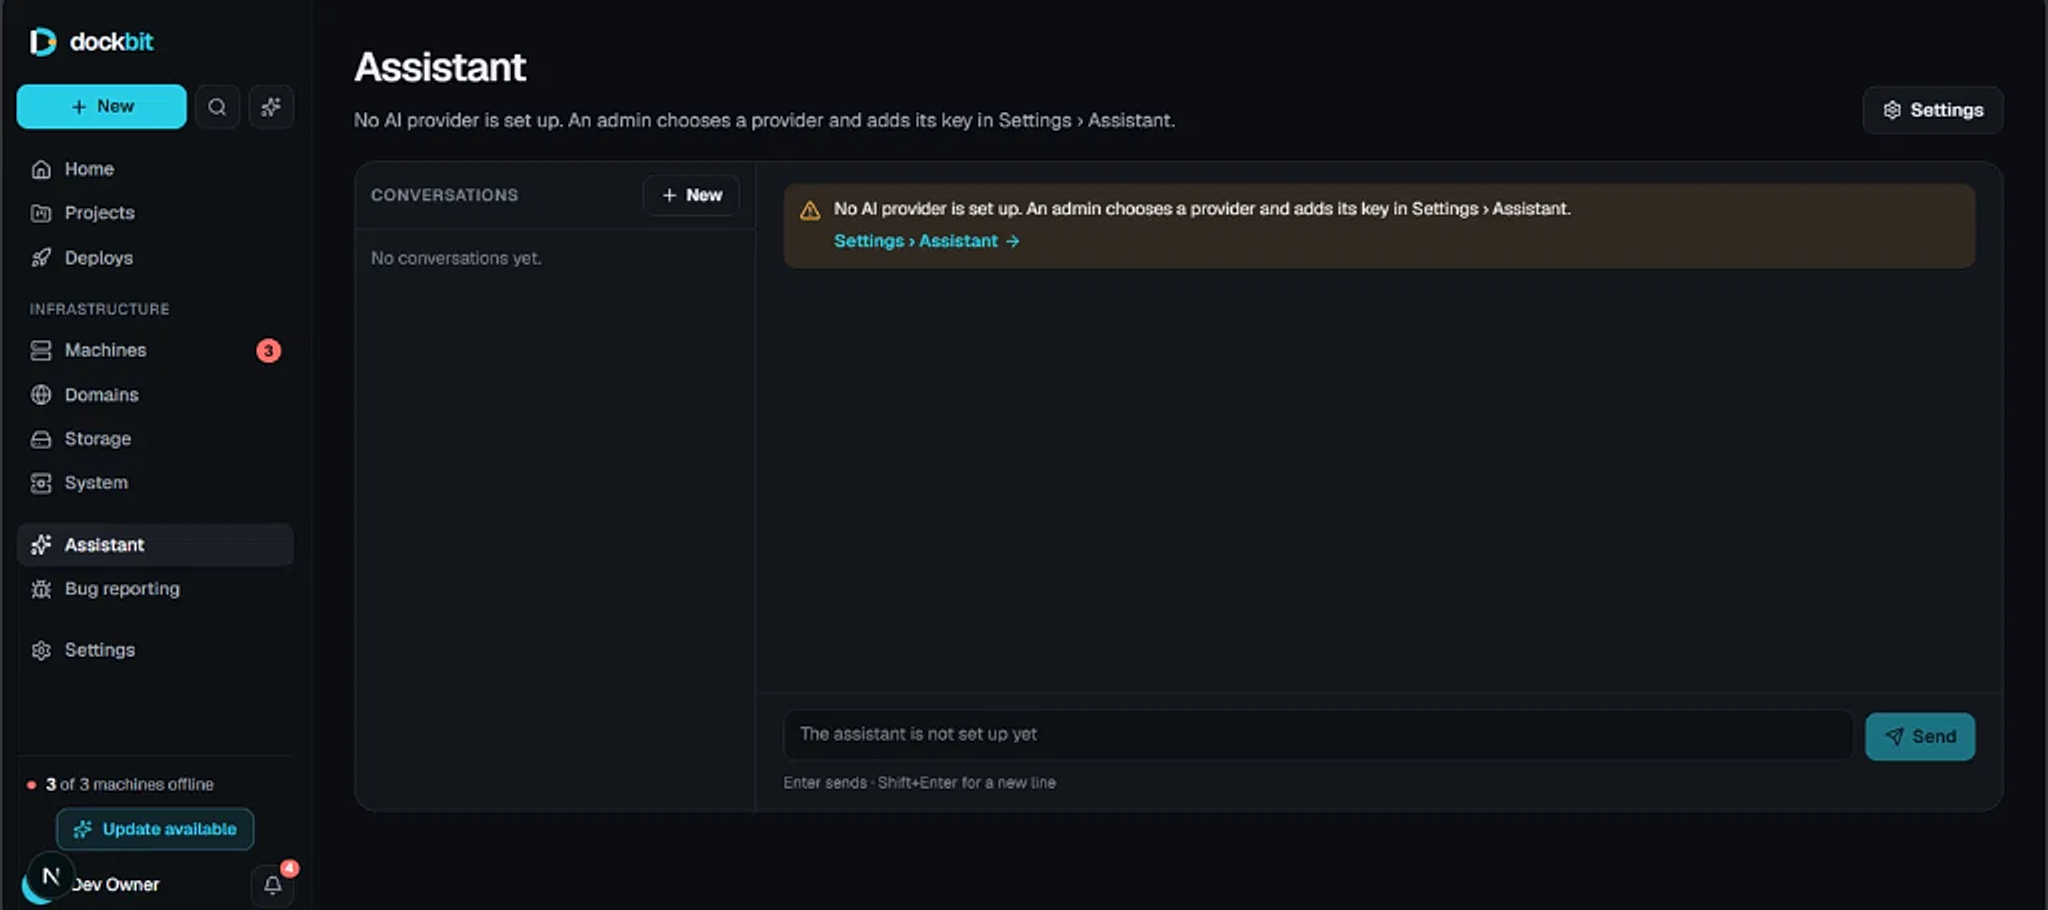 dockbit
+ New
Home
Projects
Deploys
INFRASTRUCTURE
Machines 3
Domains
Storage
System
Assistant
Bug reporting
Settings
3 of 3 machines offline
Update available
N Dev Owner 4
Assistant
No AI provider is set up. An admin chooses a provider and adds its key in Settings › Assistant.
Settings
CONVERSATIONS + New
No conversations yet.
No AI provider is set up. An admin chooses a provider and adds its key in Settings › Assistant.
Settings › Assistant →
The assistant is not set up yet
Send
Enter sends · Shift+Enter for a new line